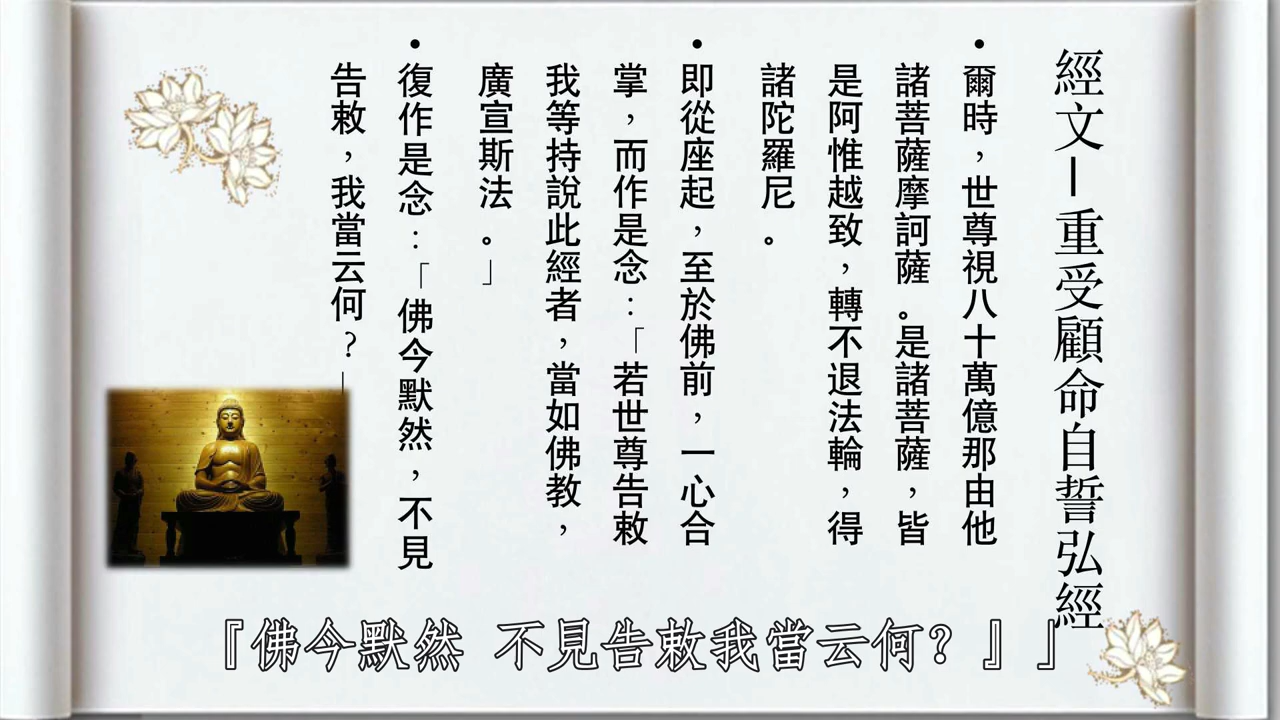 經文–重受顧命自誓弘經
•爾時，世尊視八十萬億那由他
諸菩薩摩訶薩。是諸菩薩，皆
是阿惟越致，轉不退法輪，得
諸陀羅尼。
•即從座起，至於佛前，一心合
掌，而作是念：「若世尊告敕
我等持說此經者，當如佛教，
廣宣斯法。」
•復作是念：「佛今默然，不見
告敕，我當云何？」
『佛今默然 不見告敕我當云何？』」